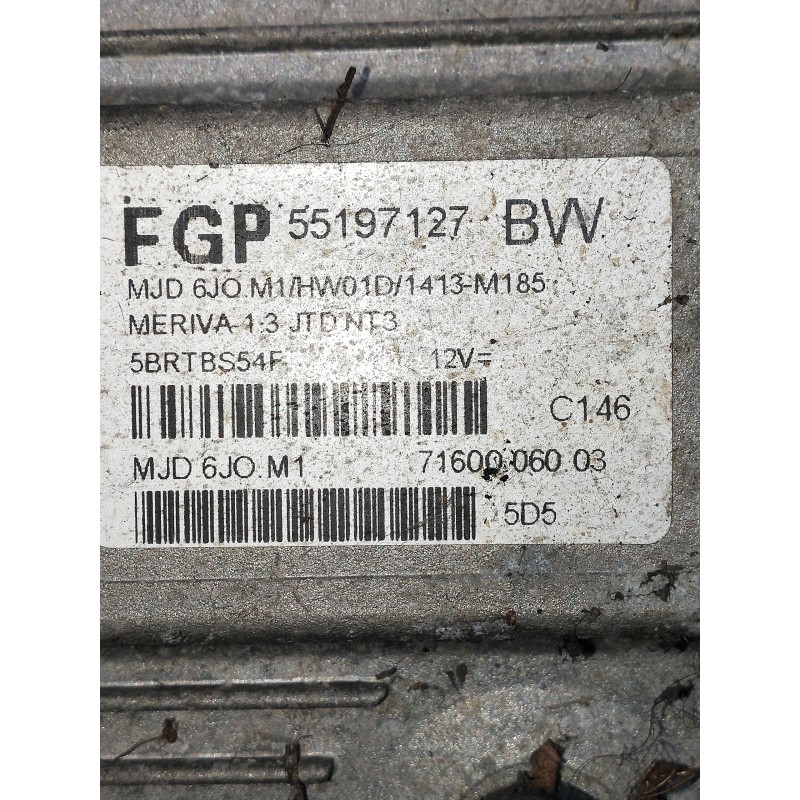 FGP 55197127 BW
MJD 6JO.M1/HW01D/1413-M185
MERIVA 1.3 JTD NT3
5BRTBS54F 12V=
C146
MJD 6JO.M1 71600.060.03
5D5